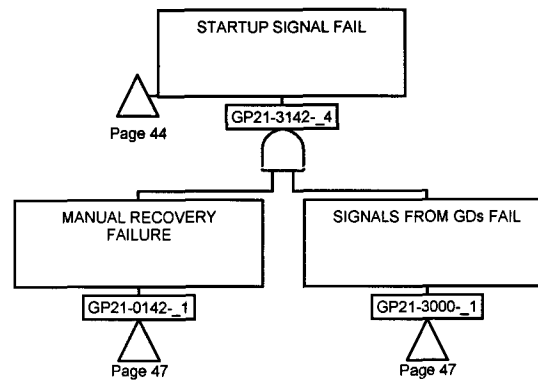 STARTUP SIGNAL FAIL
Page 44
GP21-3142-_4
MANUAL RECOVERY
FAILURE
SIGNALS FROM GDs FAIL
GP21-0142-_1
GP21-3000-_1
Page 47
Page 47